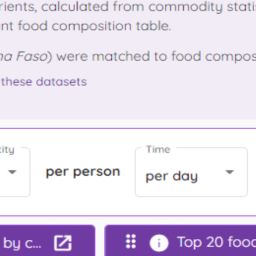 rients, calculated from commodity stati
nt food composition table.
na Faso) were matched to food compos
these datasets
ity
Time
per person
per day
by c...
Top 20 food